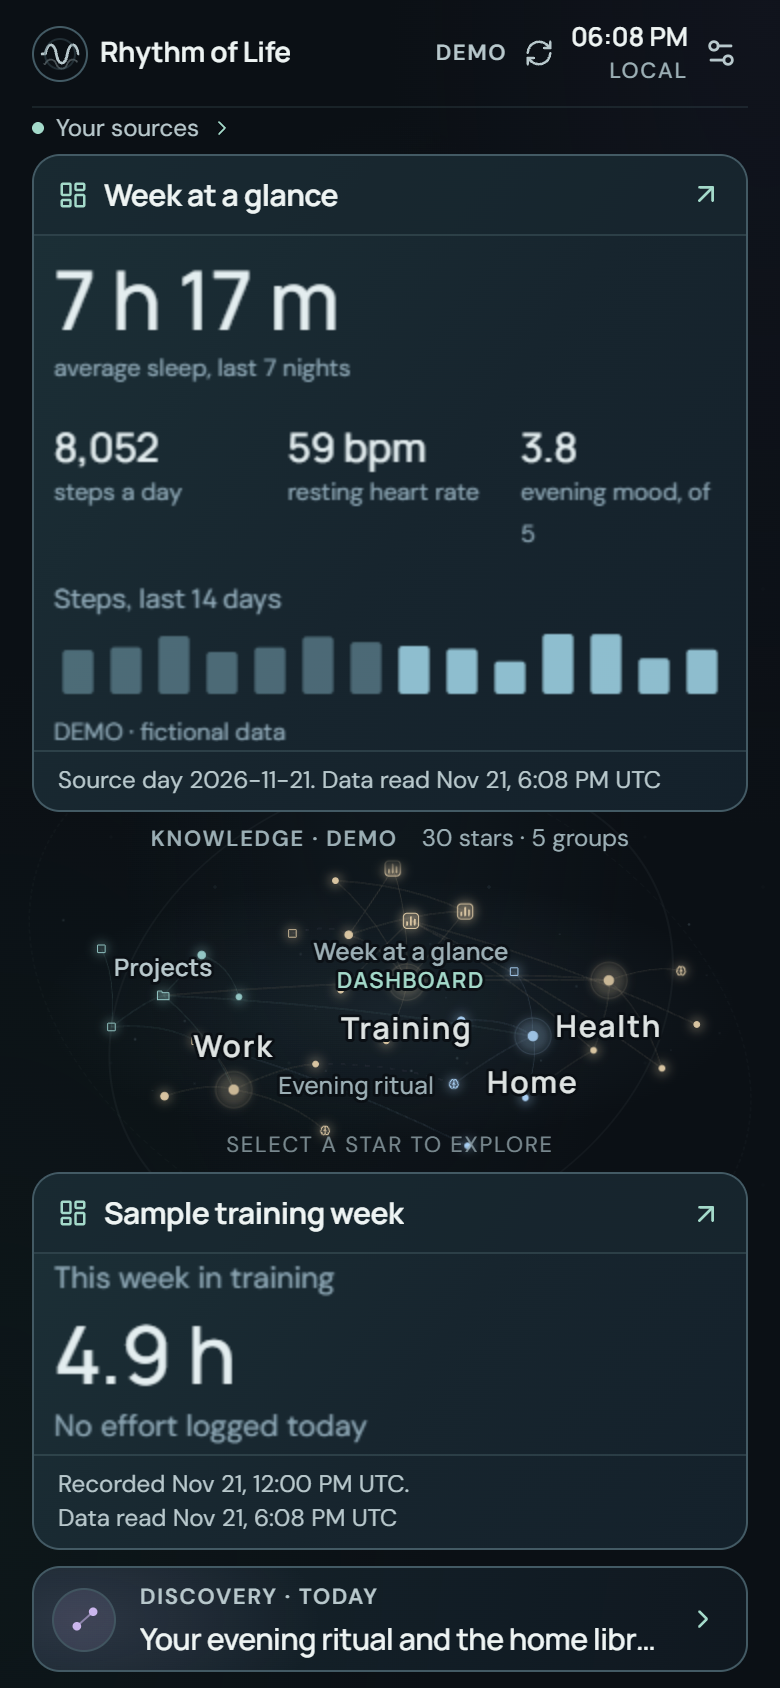 Rhythm of Life
DEMO
06:08 PM
LOCAL
Your sources
Week at a glance
7 h 17 m
average sleep, last 7 nights
8,052
steps a day
59 bpm
resting heart rate
3.8
evening mood, of
5
Steps, last 14 days
DEMO · fictional data
Source day 2026-11-21. Data read Nov 21, 6:08 PM UTC
KNOWLEDGE · DEMO 30 stars · 5 groups
Week at a glance
DASHBOARD
Projects
Training
Health
Work
Evening ritual
Home
SELECT A STAR TO EXPLORE
Sample training week
This week in training
4.9 h
No effort logged today
Recorded Nov 21, 12:00 PM UTC.
Data read Nov 21, 6:08 PM UTC
DISCOVERY · TODAY
Your evening ritual and the home libr...